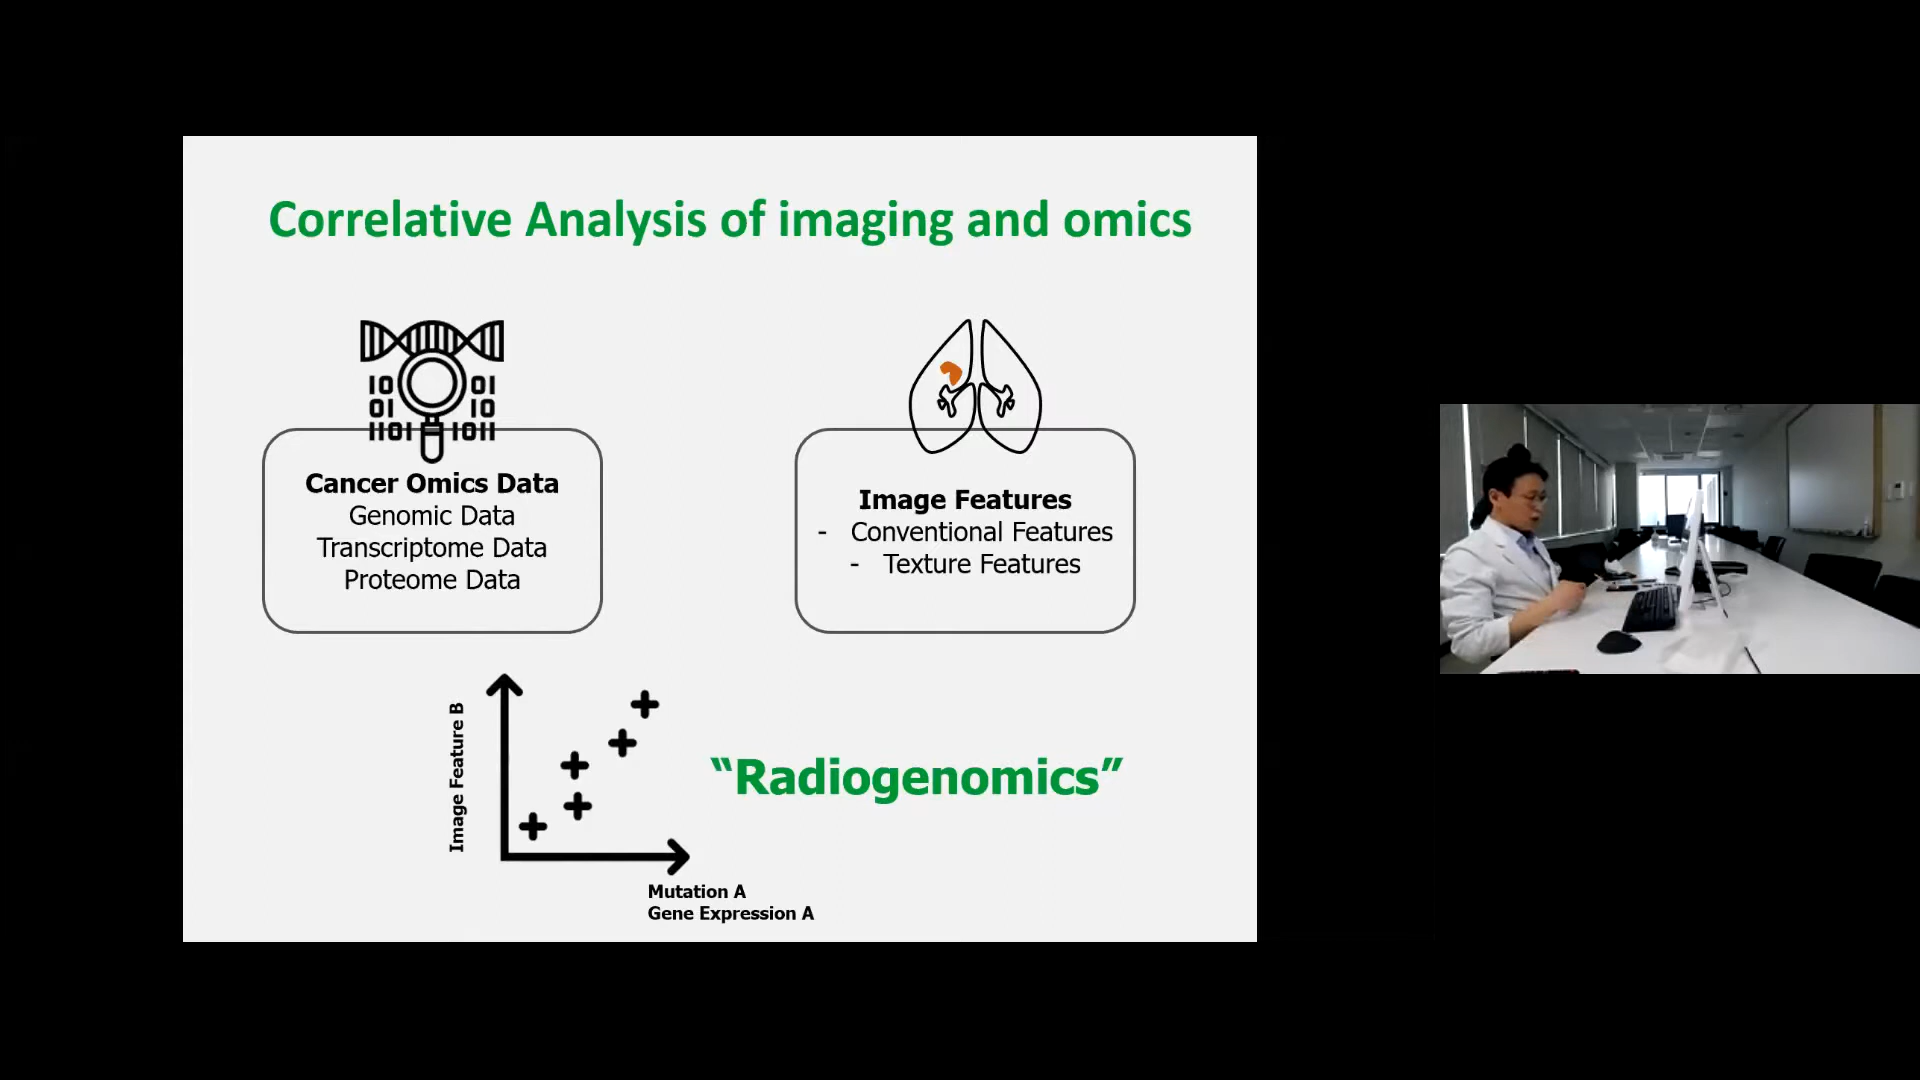 Correlative Analysis of imaging and omics
10 01
01 10
1101 1011
Cancer Omics Data
Genomic Data
Transcriptome Data
Proteome Data
Image Features
- Conventional Features
- Texture Features
Image Feature B
"Radiogenomics"
Mutation A
Gene Expression A